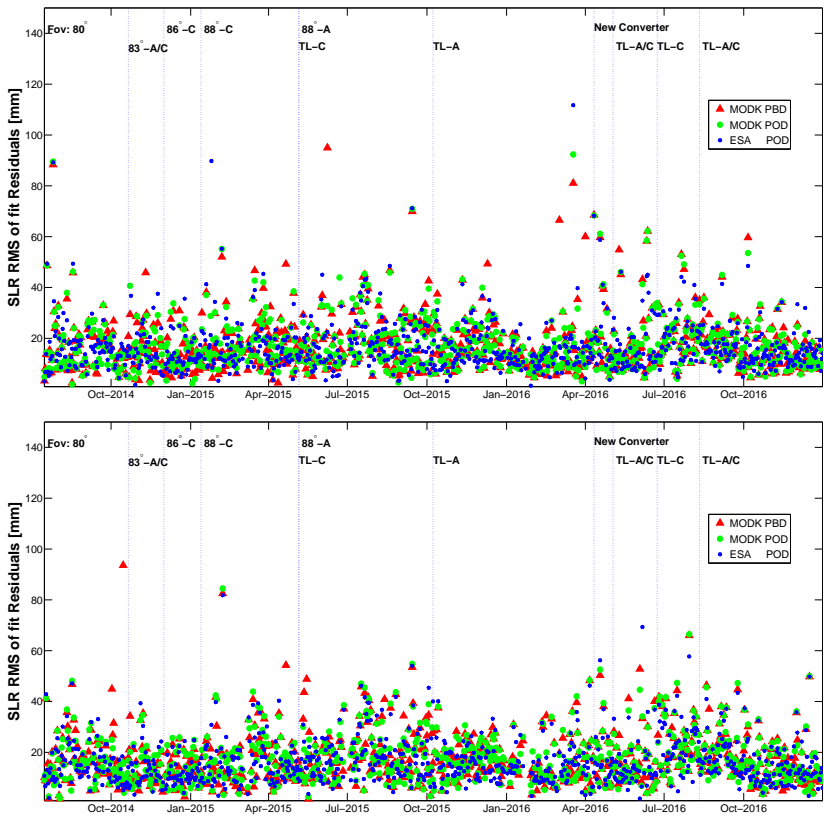 140
120
100
80
60
40
20
SLR RMS of fit Residuals [mm]
Fov: 80°
86°−C
88°−C
88°−A
New Converter
83°−A/C
TL−C
TL−A
TL−A/C
TL−C
TL−A/C
MODK PBD
MODK POD
ESA POD
Oct−2014
Jan−2015
Apr−2015
Jul−2015
Oct−2015
Jan−2016
Apr−2016
Jul−2016
Oct−2016
140
120
100
80
60
40
20
SLR RMS of fit Residuals [mm]
Fov: 80°
86°−C
88°−C
88°−A
New Converter
83°−A/C
TL−C
TL−A
TL−A/C
TL−C
TL−A/C
MODK PBD
MODK POD
ESA POD
Oct−2014
Jan−2015
Apr−2015
Jul−2015
Oct−2015
Jan−2016
Apr−2016
Jul−2016
Oct−2016